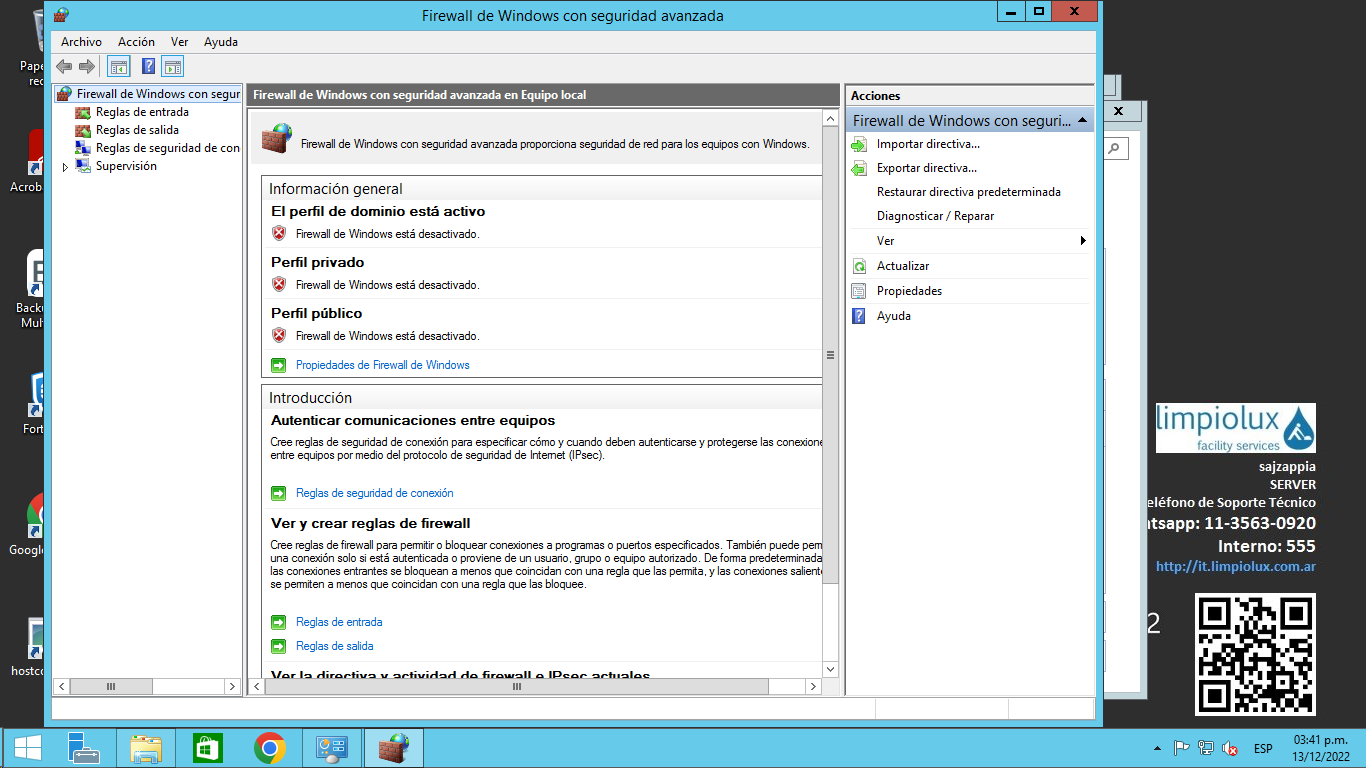 Firewall de Windows con seguridad avanzada
Archivo Acción Ver Ayuda
Firewall de Windows con segur
Reglas de entrada
Reglas de salida
Reglas de seguridad de con
Supervisión
Firewall de Windows con seguridad avanzada en Equipo local
Firewall de Windows con seguridad avanzada proporciona seguridad de red para los equipos con Windows.
Información general
El perfil de dominio está activo
Firewall de Windows está desactivado.
Perfil privado
Firewall de Windows está desactivado.
Perfil público
Firewall de Windows está desactivado.
Propiedades de Firewall de Windows
Introducción
Autenticar comunicaciones entre equipos
Cree reglas de seguridad de conexión para especificar cómo y cuando deben autenticarse y protegerse las conexione
entre equipos por medio del protocolo de seguridad de Internet (IPsec).
Reglas de seguridad de conexión
Ver y crear reglas de firewall
Cree reglas de firewall para permitir o bloquear conexiones a programas o puertos especificados. También puede pem
una conexión solo si está autenticada o proviene de un usuario, grupo o equipo autorizado. De forma predeterminada
las conexiones entrantes se bloquean a menos que coincidan con una regla que las permita, y las conexiones saliente
se permiten a menos que coincidan con una regla que las bloquee.
Reglas de entrada
Reglas de salida
Ver la directiva y actividad de firewall e IPsec actuales
Acciones
Firewall de Windows con seguri...
Importar directiva...
Exportar directiva...
Restaurar directiva predeterminada
Diagnosticar / Reparar
Ver
Actualizar
Propiedades
Ayuda
Pape
rec
Acroba
Backu
Mult
Fort
Google
hostco
limpiolux
facility services
sajzappia
SERVER
eléfono de Soporte Técnico
atsapp: 11-3563-0920
Interno: 555
http://it.limpiolux.com.ar
2
ESP
03:41 p.m.
13/12/2022